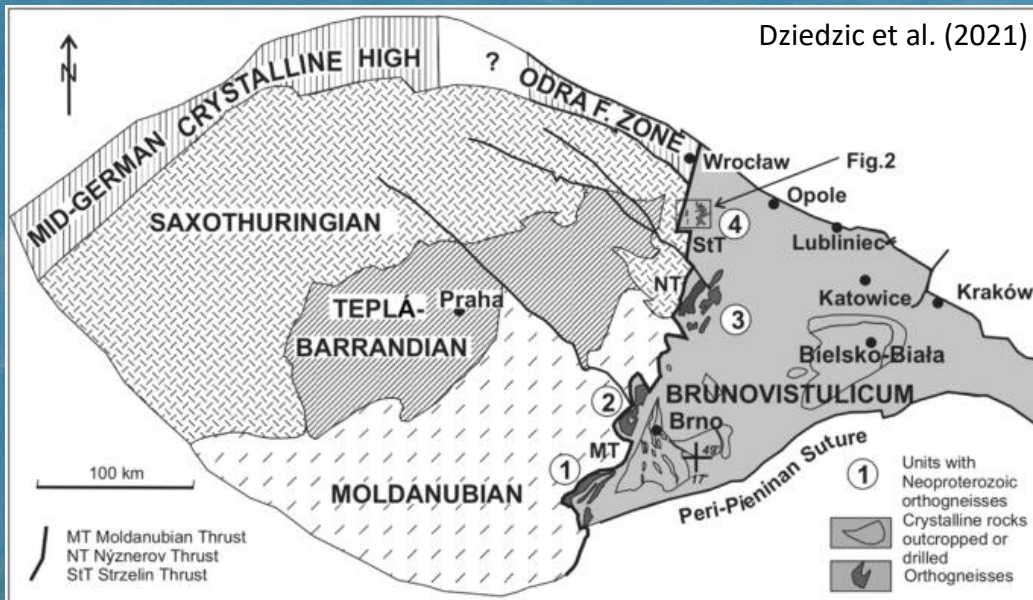 Dziedzic et al. (2021)
N
MID-GERMAN CRYSTALLINE HIGH
?
ODRA F. ZONE
Wrocław
Fig.2
Opole
SAXOTHURINGIAN
4
StT
Lubliniec
NT
Katowice
Kraków
TEPLÁ-
Praha
BARRANDIAN
3
Bielsko-Biała
BRUNOVISTULICUM
2
Brno
MT
49°
17°
1
100 km
MOLDANUBIAN
Peri-Pieninan Suture
MT Moldanubian Thrust
NT Nýznerov Thrust
StT Strzelin Thrust
1
Units with
Neoproterozoic
orthogneisses
Crystalline rocks
outcropped or
drilled
Orthogneisses